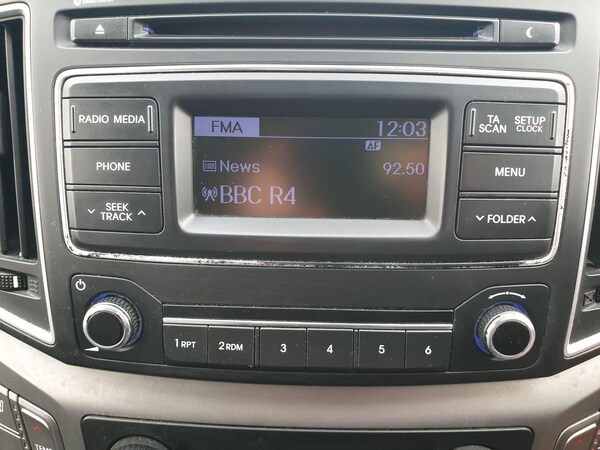 RADIO MEDIA
PHONE
SEEK
TRACK
FMA 12:03
AF
News 92.50
BBC R4
TA SETUP
SCAN CLOCK
MENU
FOLDER
1 RPT 2 RDM 3 4 5 6
TEMP